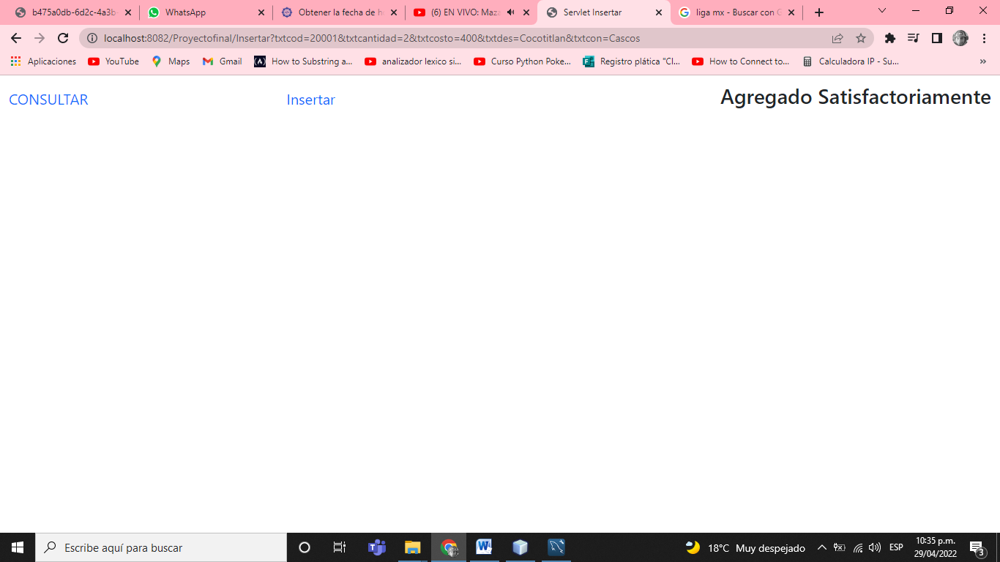 b475a0db-6d2c-4a3b-
WhatsApp
Obtener la fecha de h
(6) EN VIVO: Maza
Servlet Insertar
liga mx - Buscar con G
localhost:8082/Proyectofinal/Insertar?txtcod=20001&txtcantidad=2&txtcosto=400&txtdes=Cocotitlan&txtcon=Cascos
Aplicaciones
YouTube
Maps
Gmail
How to Substring a...
analizador lexico si...
Curso Python Poke...
Registro plática "Cl...
How to Connect to...
Calculadora IP - Su...
»
CONSULTAR
Insertar
Agregado Satisfactoriamente
Escribe aquí para buscar
18°C Muy despejado
ESP
10:35 p.m.
29/04/2022
3